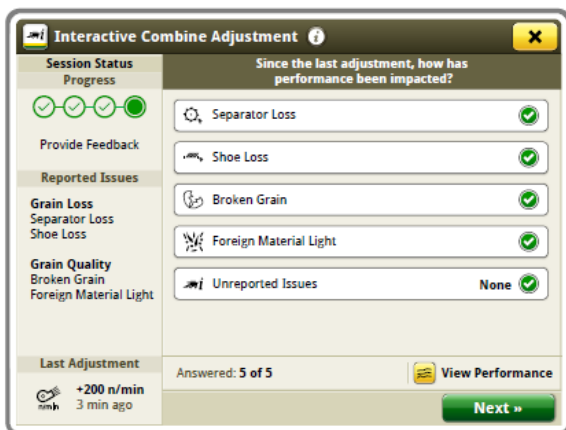 Interactive Combine Adjustment
Session Status
Progress
Provide Feedback
Reported Issues
Grain Loss
Separator Loss
Shoe Loss
Grain Quality
Broken Grain
Foreign Material Light
Last Adjustment
+200 n/min
3 min ago
n/min
Since the last adjustment, how has
performance been impacted?
Separator Loss
Shoe Loss
Broken Grain
Foreign Material Light
Unreported Issues None
Answered: 5 of 5
View Performance
Next »